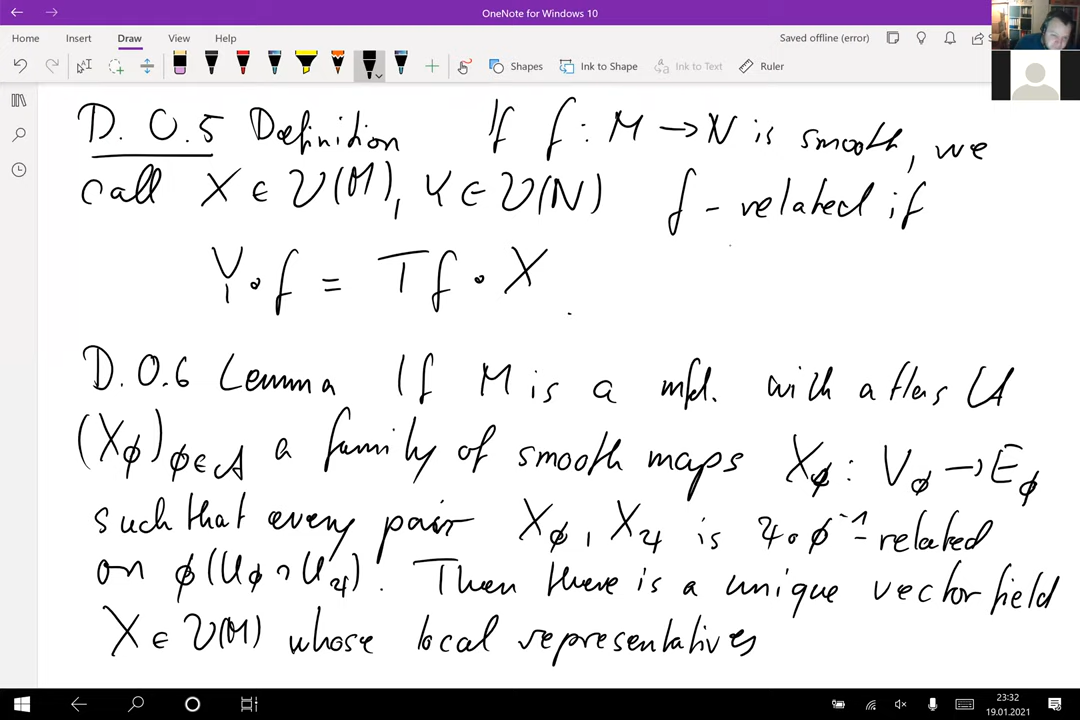 OneNote for Windows 10
Home Insert Draw View Help
Saved offline (error)
Shapes Ink to Shape Ink to Text Ruler
D.0.5 Definition If f : M → N is smooth, we
call X ∈ 𝒱(M), Y ∈ 𝒱(N) f-related if
Y∘f = Tf∘X .
D.0.6 Lemma If M is a mfd. with atlas 𝒜
(X_φ)_{φ∈𝒜} a family of smooth maps X_φ : V_φ → E_φ
such that every pair X_φ, X_ψ is ψ∘φ⁻¹-related
on φ(U_φ ∩ U_ψ). Then there is a unique vector field
X ∈ 𝒱(M) whose local representatives
23:32
19.01.2021